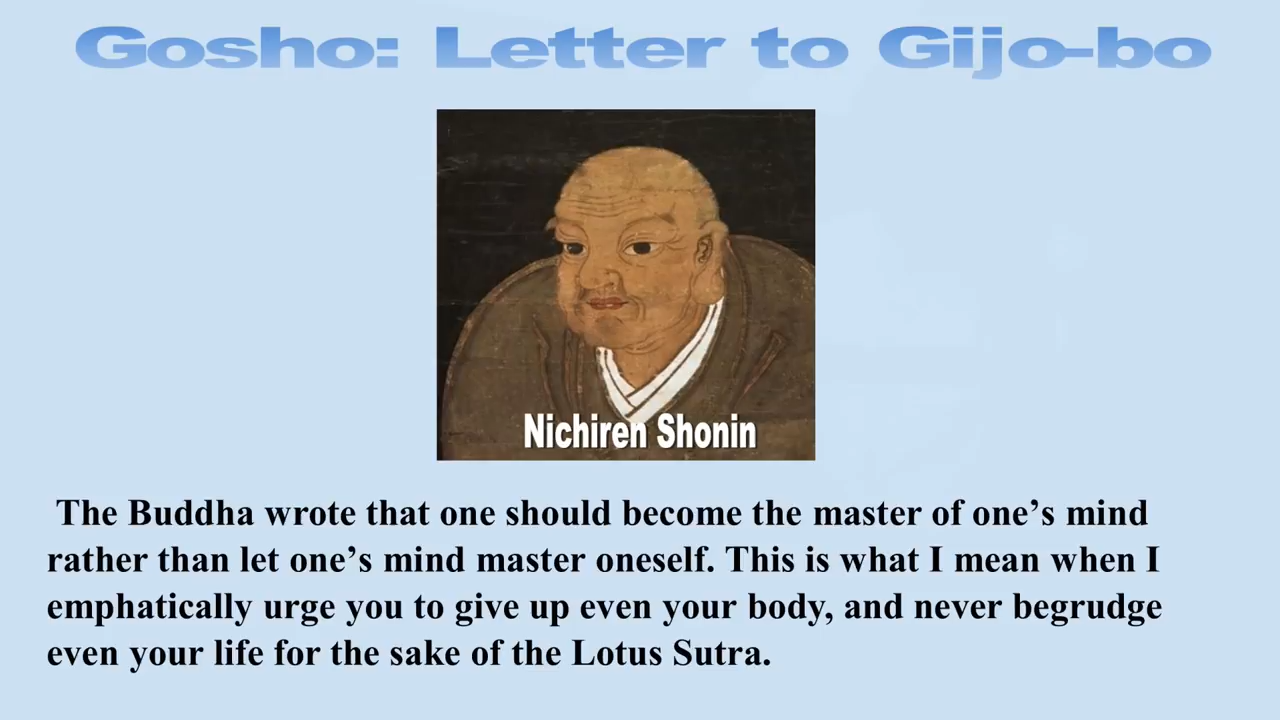 Gosho: Letter to Gijo-bo
Nichiren Shonin
The Buddha wrote that one should become the master of one’s mind
rather than let one’s mind master oneself. This is what I mean when I
emphatically urge you to give up even your body, and never begrudge
even your life for the sake of the Lotus Sutra.